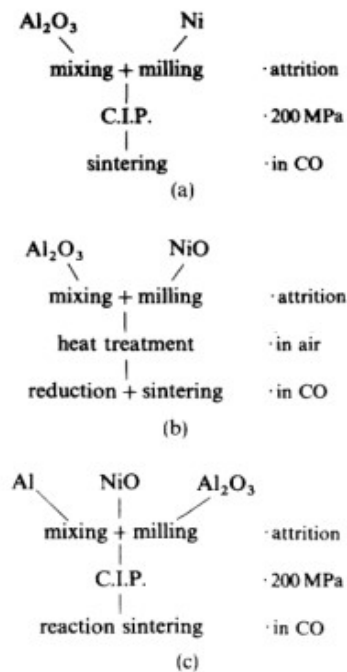 Al₂O₃ Ni
mixing + milling ·attrition
C.I.P. ·200 MPa
sintering ·in CO
(a)
Al₂O₃ NiO
mixing + milling ·attrition
heat treatment ·in air
reduction + sintering ·in CO
(b)
Al NiO Al₂O₃
mixing + milling ·attrition
C.I.P. ·200 MPa
reaction sintering ·in CO
(c)